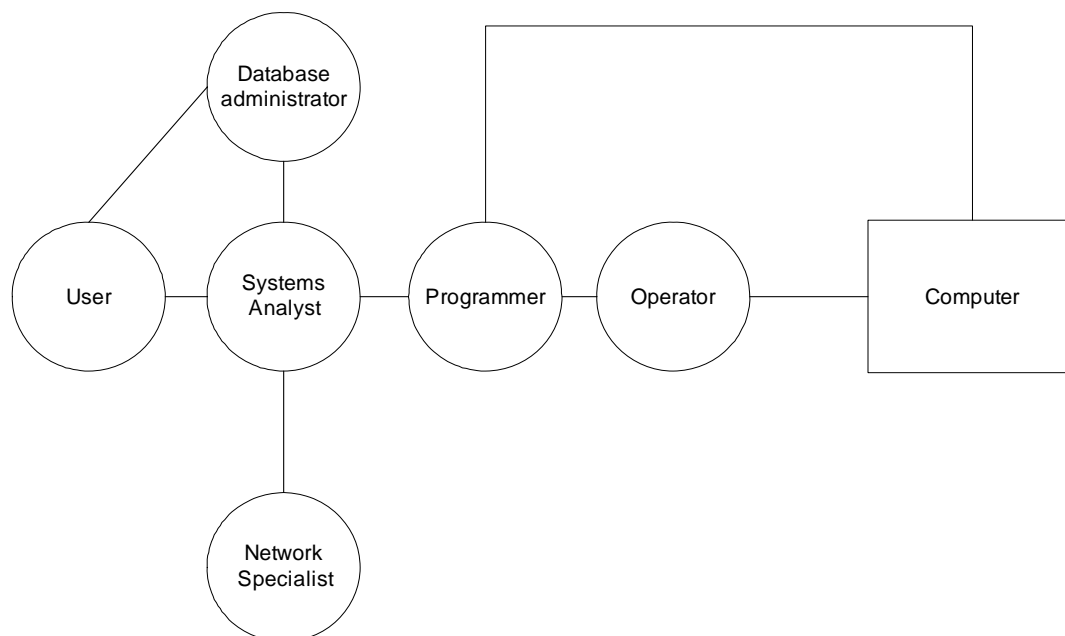 Database
administrator
User
Systems
Analyst
Programmer
Operator
Computer
Network
Specialist